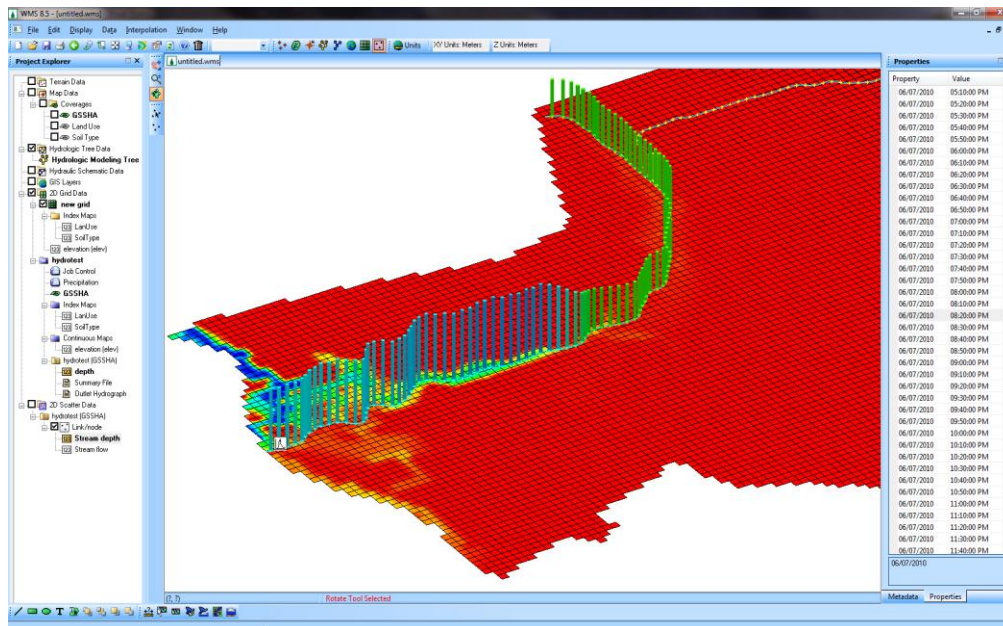 WMS 8.5 - [untitled.wms]
File Edit Display Data Interpolation Window Help
Units XY Units: Meters Z Units: Meters
Project Explorer
untitled.wms
Properties
Terrain Data
Map Data
Coverages
GSSHA
Land Use
Soil Type
Hydrologic Tree Data
Hydrologic Modeling Tree
Hydraulic Schematic Data
GIS Layers
2D Grid Data
new grid
Index Maps
LanUse
SoilType
elevation (elev)
hydrotest
Job Control
Precipitation
GSSHA
Index Maps
LanUse
SoilType
Continuous Maps
elevation (elev)
hydrotest (GSSHA)
depth
Summary File
Outlet Hydrograph
2D Scatter Data
hydrotest (GSSHA)
Link/node
Stream depth
Stream flow
Property Value
06/07/2010 05:10:00 PM
06/07/2010 05:20:00 PM
06/07/2010 05:30:00 PM
06/07/2010 05:40:00 PM
06/07/2010 05:50:00 PM
06/07/2010 06:00:00 PM
06/07/2010 06:10:00 PM
06/07/2010 06:20:00 PM
06/07/2010 06:30:00 PM
06/07/2010 06:40:00 PM
06/07/2010 06:50:00 PM
06/07/2010 07:00:00 PM
06/07/2010 07:10:00 PM
06/07/2010 07:20:00 PM
06/07/2010 07:30:00 PM
06/07/2010 07:40:00 PM
06/07/2010 07:50:00 PM
06/07/2010 08:00:00 PM
06/07/2010 08:10:00 PM
06/07/2010 08:20:00 PM
06/07/2010 08:30:00 PM
06/07/2010 08:40:00 PM
06/07/2010 08:50:00 PM
06/07/2010 09:00:00 PM
06/07/2010 09:10:00 PM
06/07/2010 09:20:00 PM
06/07/2010 09:30:00 PM
06/07/2010 09:40:00 PM
06/07/2010 09:50:00 PM
06/07/2010 10:00:00 PM
06/07/2010 10:10:00 PM
06/07/2010 10:20:00 PM
06/07/2010 10:30:00 PM
06/07/2010 10:40:00 PM
06/07/2010 10:50:00 PM
06/07/2010 11:00:00 PM
06/07/2010 11:10:00 PM
06/07/2010 11:20:00 PM
06/07/2010 11:30:00 PM
06/07/2010 11:40:00 PM
06/07/2010
Metadata Properties
(?, ?) Rotate Tool Selected